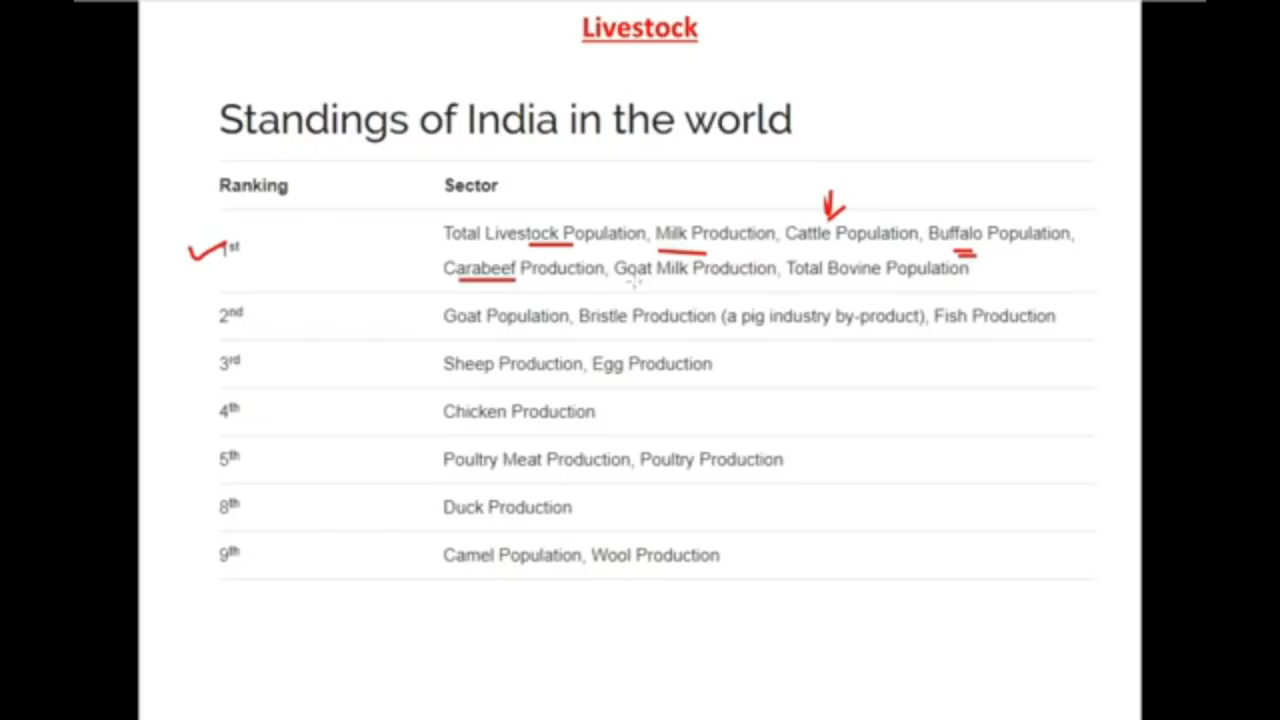 Livestock
Standings of India in the world
Ranking Sector
1st Total Livestock Population, Milk Production, Cattle Population, Buffalo Population,
Carabeef Production, Goat Milk Production, Total Bovine Population
2nd Goat Population, Bristle Production (a pig industry by-product), Fish Production
3rd Sheep Production, Egg Production
4th Chicken Production
5th Poultry Meat Production, Poultry Production
8th Duck Production
9th Camel Population, Wool Production